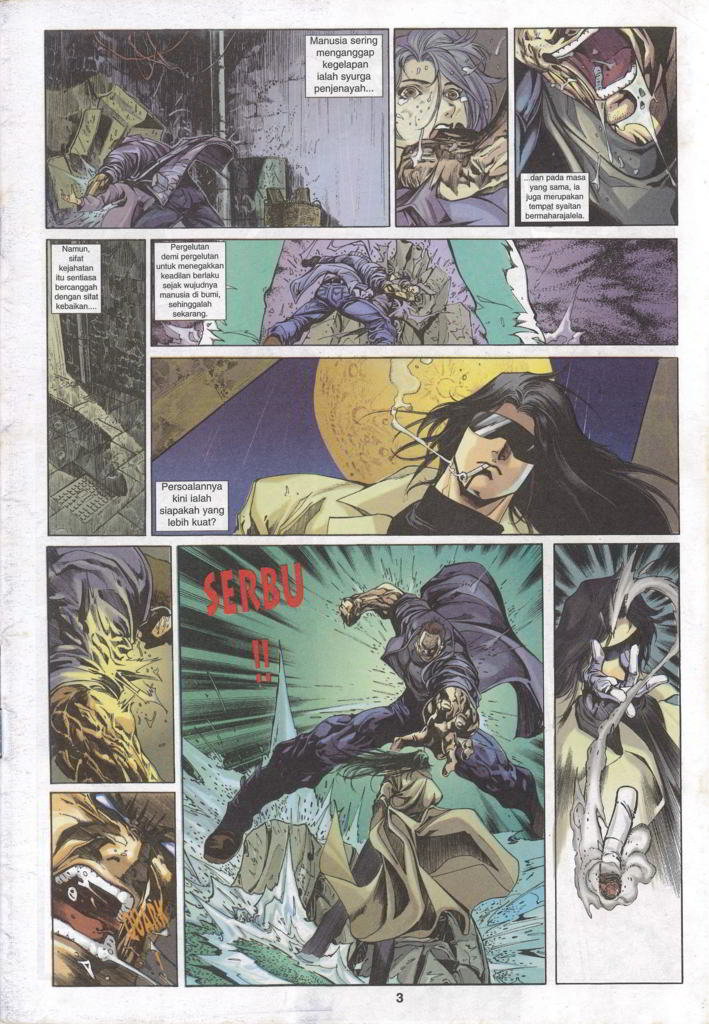 Manusia sering
menganggap
kegelapan
ialah syurga
penjenayah...
...dan pada masa
yang sama, ia
juga merupakan
tempat syaitan
bermaharajalela.
Namun,
sifat
kejahatan
itu sentiasa
bercanggah
dengan sifat
kebaikan....
Pergelutan
demi pergelutan
untuk menegakkan
keadilan berlaku
sejak wujudnya
manusia di bumi,
sehinggalah
sekarang.
Persoalannya
kini ialah
siapakah yang
lebih kuat?
SERBU
!!
3